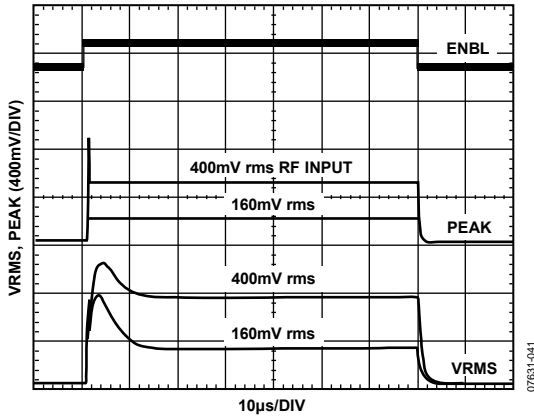 ENBL
400mV rms RF INPUT
160mV rms
PEAK
400mV rms
160mV rms
VRMS
VRMS, PEAK (400mV/DIV)
10µs/DIV
07631-041